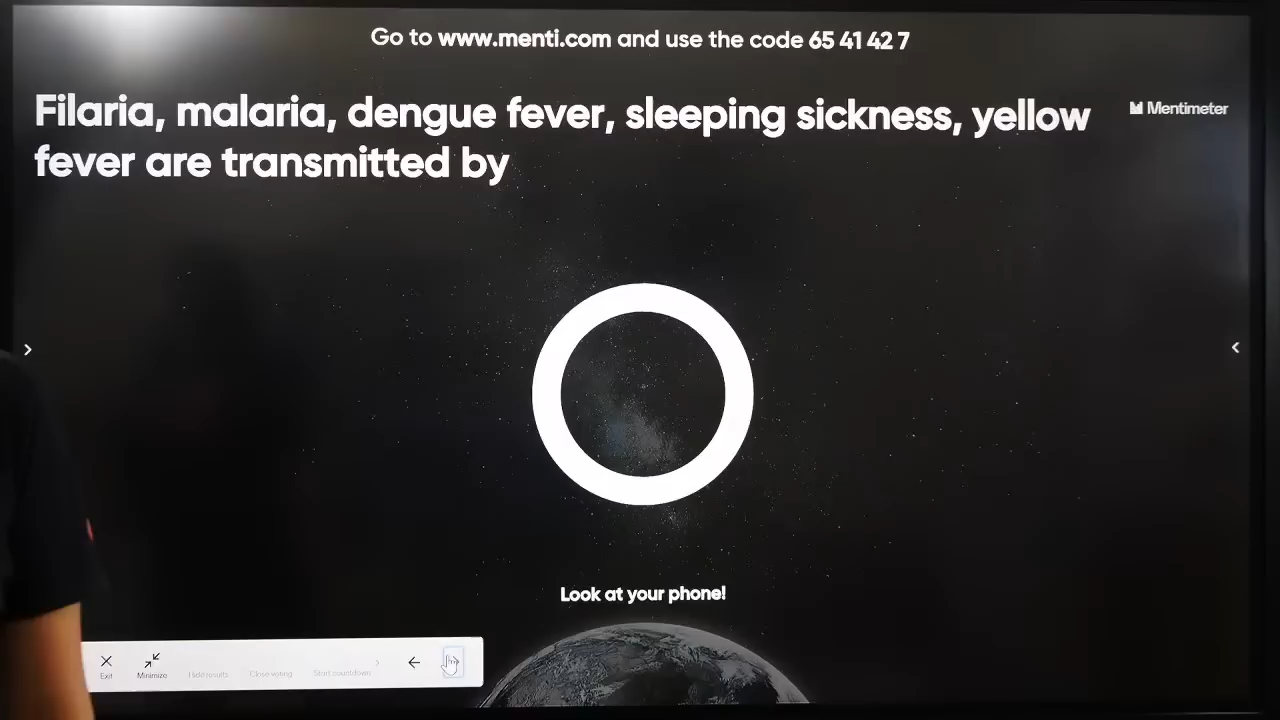 Go to www.menti.com and use the code 65 41 42 7
Filaria, malaria, dengue fever, sleeping sickness, yellow
fever are transmitted by
Mentimeter
Look at your phone!
Exit
Minimize
Hide results
Close voting
Start countdown